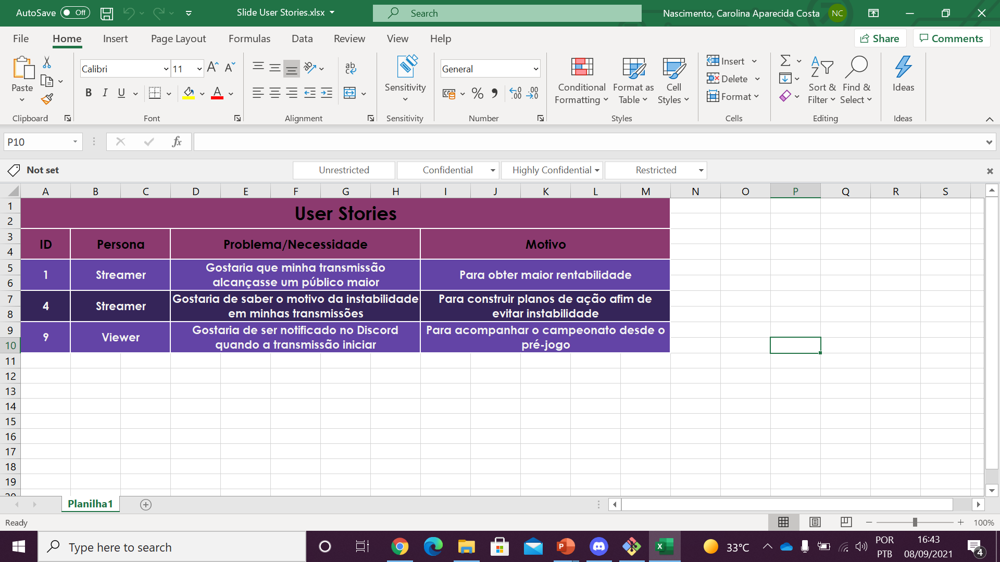 AutoSave Off Slide User Stories.xlsx Search Nascimento, Carolina Aparecida Costa NC
File Home Insert Page Layout Formulas Data Review View Help Share Comments
Paste Calibri 11 ab Sensitivity General Conditional Formatting Format as Table Cell Styles Insert Delete Format Sort & Filter Find & Select Ideas
B I U A % .00 .00
Clipboard Font Alignment Sensitivity Number Styles Cells Editing Ideas
P10 fx
Not set Unrestricted Confidential Highly Confidential Restricted
A B C D E F G H I J K L M N O P Q R S
1
2
User Stories
3
4
ID Persona Problema/Necessidade Motivo
5
6
1 Streamer Gostaria que minha transmissão
alcançasse um público maior
Para obter maior rentabilidade
7
8
4 Streamer Gostaria de saber o motivo da instabilidade
em minhas transmissões
Para construir planos de ação afim de
evitar instabilidade
9
10
9 Viewer Gostaria de ser notificado no Discord
quando a transmissão iniciar
Para acompanhar o campeonato desde o
pré-jogo
11
12
13
14
15
16
17
18
19
20
Planilha1
Ready 100%
Type here to search 33°C POR
PTB
16:43
08/09/2021
4